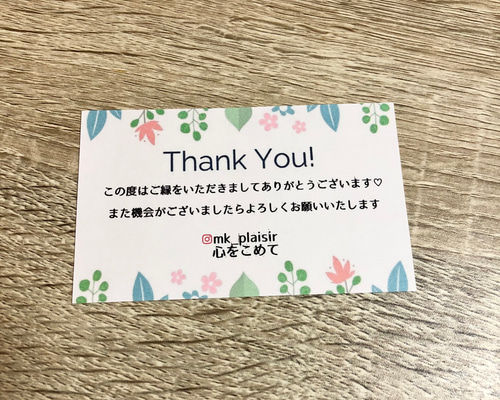 Thank You!
この度はご縁をいただきましてありがとうございます♡
また機会がございましたらよろしくお願いいたします
mk_plaisir
心をこめて